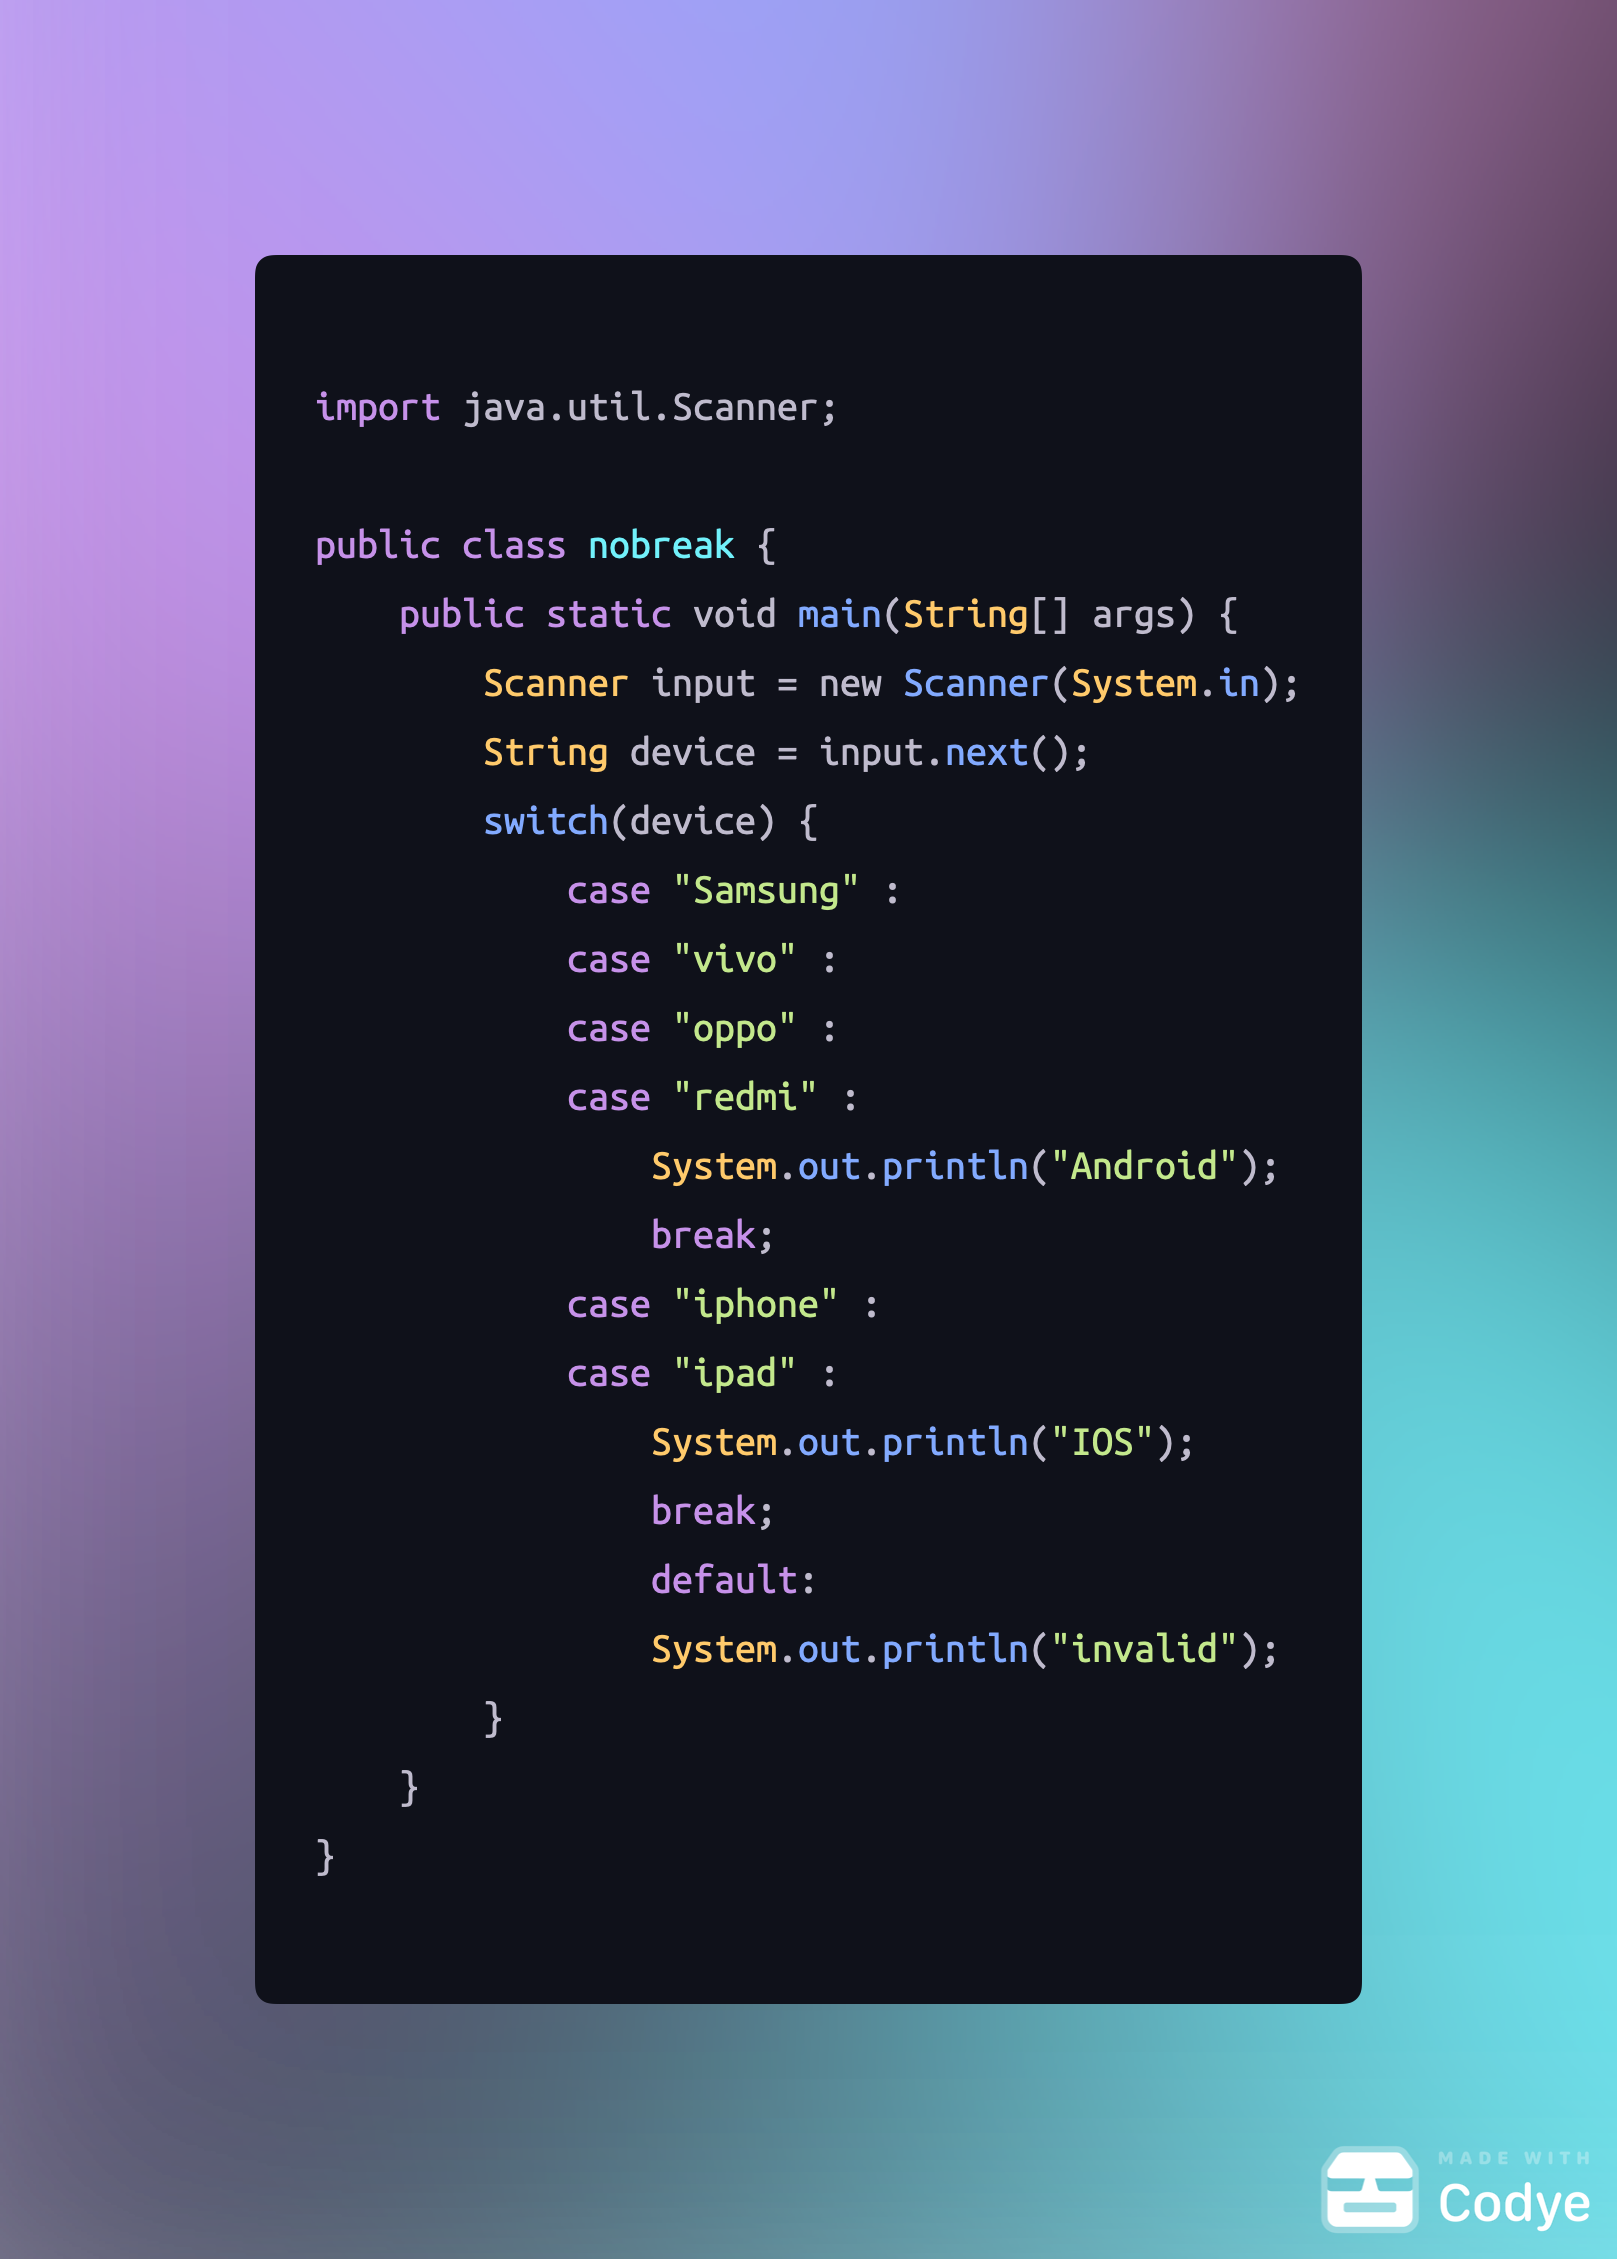 import java.util.Scanner;
public class nobreak {
    public static void main(String[] args) {
        Scanner input = new Scanner(System.in);
        String device = input.next();
        switch(device) {
            case "Samsung" :
            case "vivo" :
            case "oppo" :
            case "redmi" :
                System.out.println("Android");
                break;
            case "iphone" :
            case "ipad" :
                System.out.println("IOS");
                break;
                default:
                System.out.println("invalid");
        }
    }
}
MADE WITH
Codye